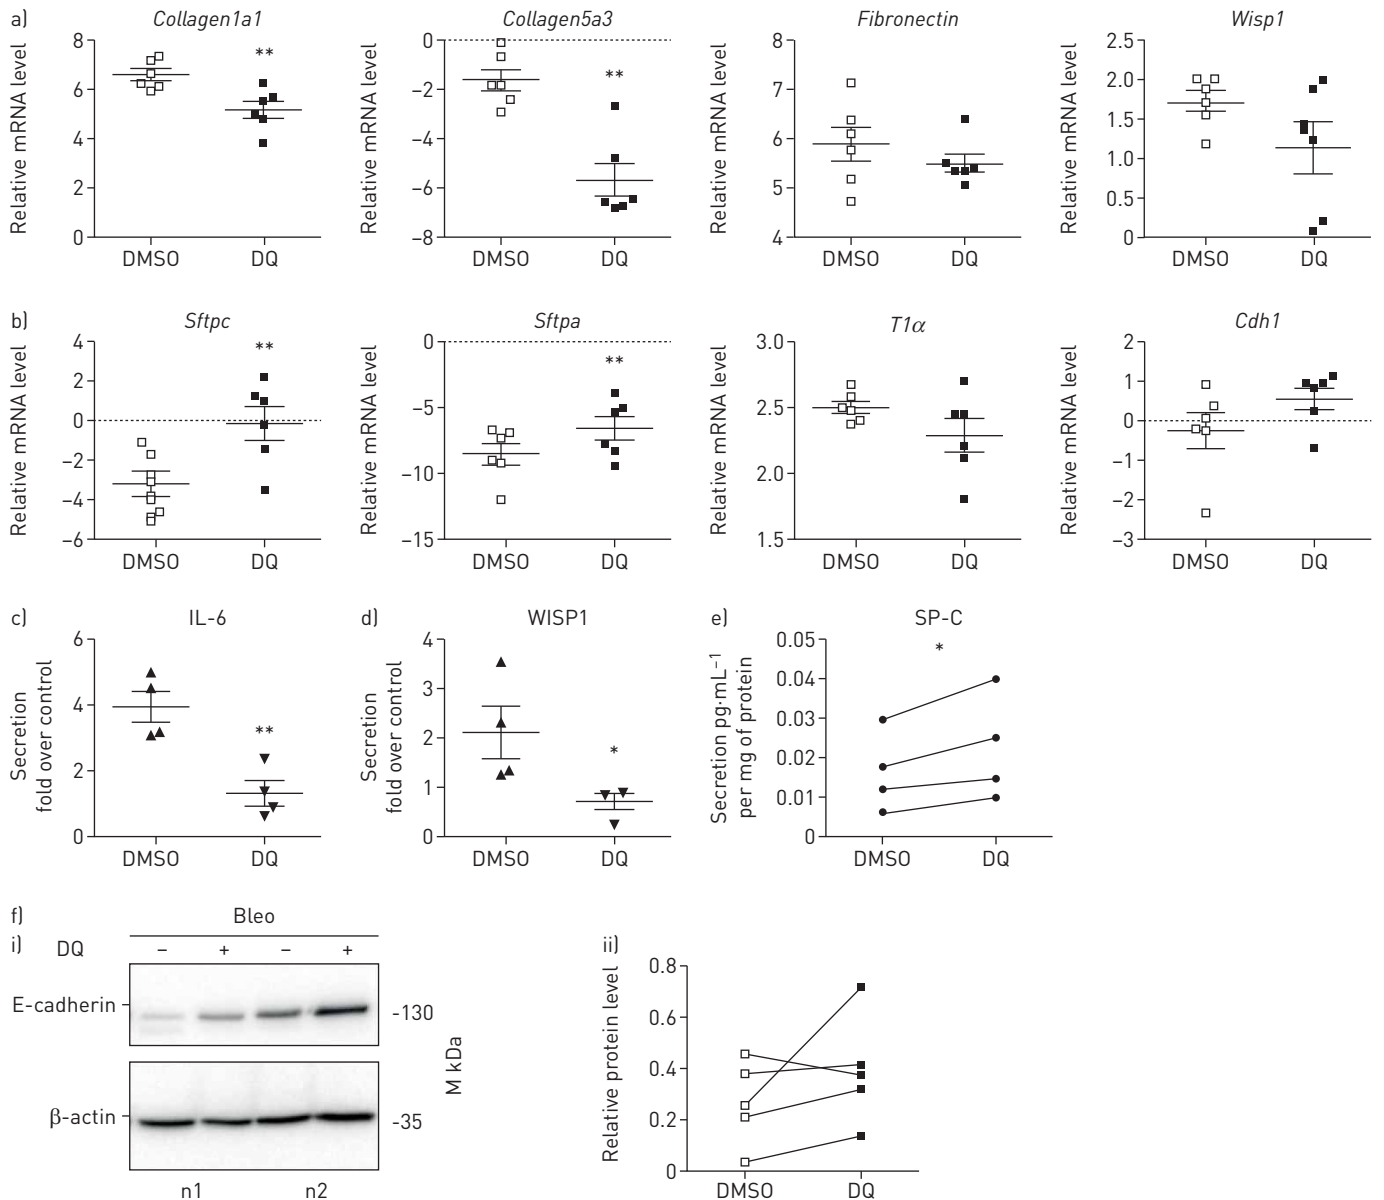 a) Collagen1a1 Collagen5a3 Fibronectin Wisp1
Relative mRNA level
8
6
4
2
0
**
DMSO DQ
Relative mRNA level
0
–2
–4
–6
–8
**
DMSO DQ
Relative mRNA level
8
7
6
5
4
DMSO DQ
Relative mRNA level
2.5
2.0
1.5
1.0
0.5
0
DMSO DQ
b) Sftpc Sftpa T1α Cdh1
Relative mRNA level
4
2
0
–2
–4
–6
**
DMSO DQ
Relative mRNA level
0
–5
–10
–15
**
DMSO DQ
Relative mRNA level
3.0
2.5
2.0
1.5
DMSO DQ
Relative mRNA level
2
1
0
–1
–2
–3
DMSO DQ
c) IL-6
Secretion
fold over control
6
4
2
0
**
DMSO DQ
d) WISP1
Secretion
fold over control
4
3
2
1
0
*
DMSO DQ
e) SP-C
Secretion pg·mL–1
per mg of protein
0.05
0.04
0.03
0.02
0.01
0
*
DMSO DQ
f) Bleo
i) DQ – + – +
E-cadherin -130
β-actin -35
M kDa
n1 n2
ii)
Relative protein level
0.8
0.6
0.4
0.2
0
DMSO DQ